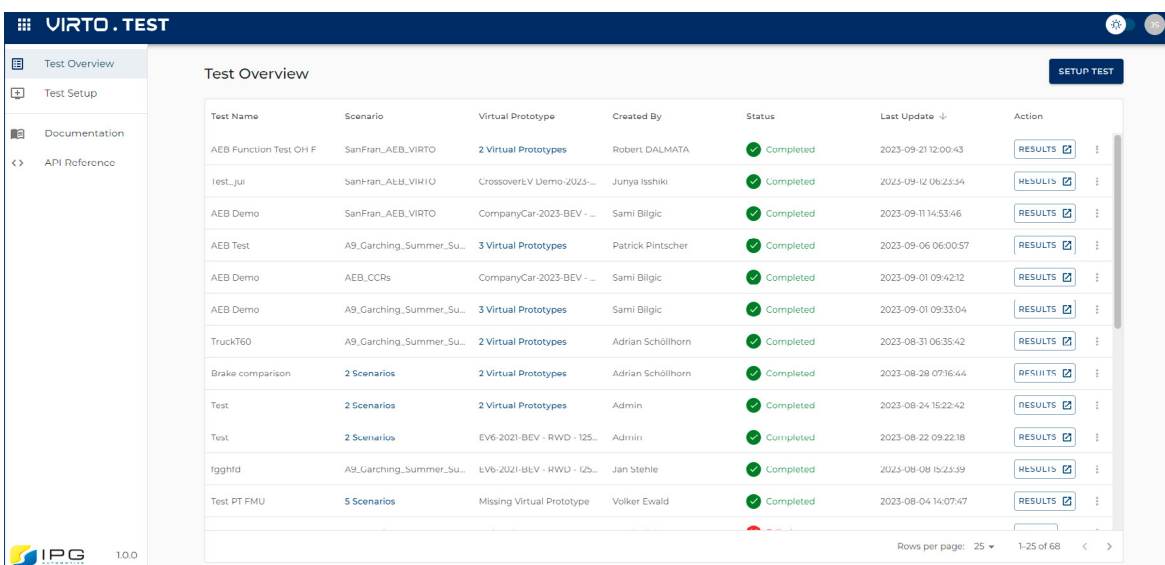 VIRTO.TEST
JS
Test Overview
Test Setup
Documentation
API Reference
Test Overview
SETUP TEST
Test Name Scenario Virtual Prototype Created By Status Last Update ↓ Action
AEB Function Test OH F SanFran_AEB_VIRTO 2 Virtual Prototypes Robert DALMATA Completed 2023-09-21 12:00:43 RESULTS
Test_jui SanFran_AEB_VIRTO CrossoverEV Demo-2023-... Junya Isshiki Completed 2023-09-12 06:23:34 RESULTS
AEB Demo SanFran_AEB_VIRTO CompanyCar-2023-BEV - ... Sami Bilgic Completed 2023-09-11 14:53:46 RESULTS
AEB Test A9_Garching_Summer_Su... 3 Virtual Prototypes Patrick Pintscher Completed 2023-09-06 06:00:57 RESULTS
AEB Demo AEB_CCRs CompanyCar-2023-BEV - ... Sami Bilgic Completed 2023-09-01 09:42:12 RESULTS
AEB Demo A9_Garching_Summer_Su... 3 Virtual Prototypes Sami Bilgic Completed 2023-09-01 09:33:04 RESULTS
TruckT60 A9_Garching_Summer_Su... 2 Virtual Prototypes Adrian Schöllhorn Completed 2023-08-31 06:35:42 RESULTS
Brake comparison 2 Scenarios 2 Virtual Prototypes Adrian Schöllhorn Completed 2023-08-28 07:16:44 RESULTS
Test 2 Scenarios 2 Virtual Prototypes Admin Completed 2023-08-24 15:22:42 RESULTS
Test 2 Scenarios EV6-2021-BEV - RWD - 125... Admin Completed 2023-08-22 09:22:18 RESULTS
fgghfd A9_Garching_Summer_Su... EV6-2021-BEV - RWD - 125... Jan Stehle Completed 2023-08-08 15:23:39 RESULTS
Test PT FMU 5 Scenarios Missing Virtual Prototype Volker Ewald Completed 2023-08-04 14:07:47 RESULTS
Rows per page: 25 1-25 of 68
IPG
AUTOMOTIVE
1.0.0